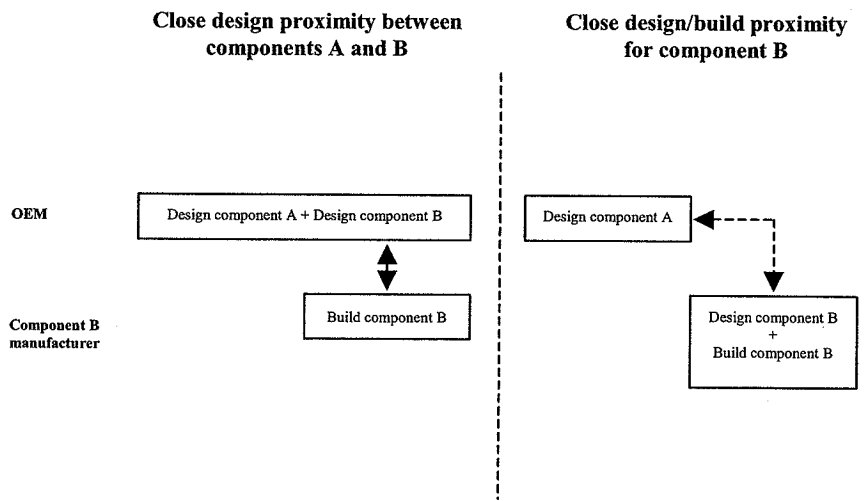 Close design proximity between
components A and B
Close design/build proximity
for component B
OEM
Design component A + Design component B
Design component A
Component B
manufacturer
Build component B
Design component B
+
Build component B